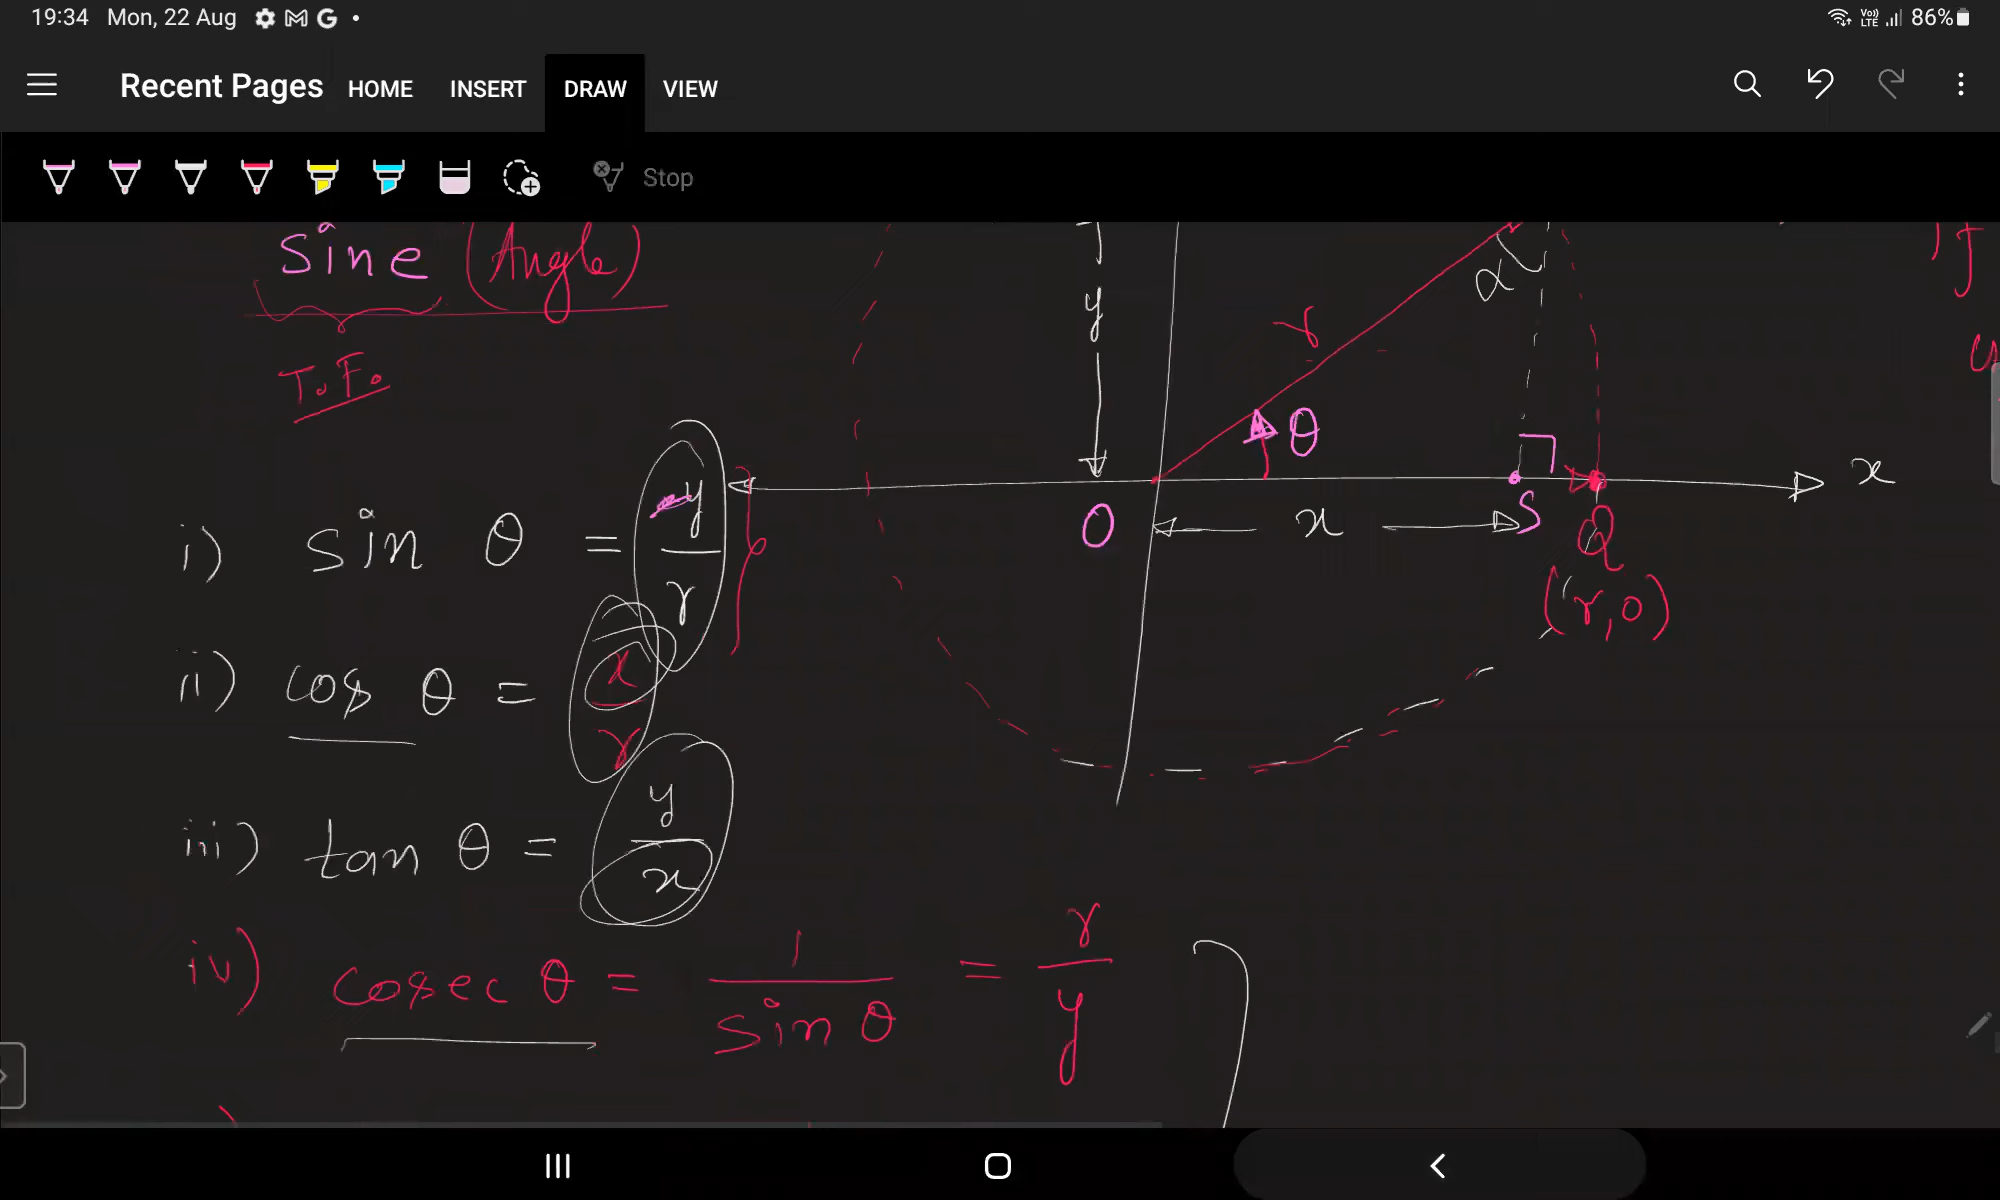 19:34 Mon, 22 Aug
86%
Recent Pages HOME INSERT DRAW VIEW
Stop
Sine (Angle)
T.F.
y
r
α
θ
x
O
x
S
Q
(r,0)
i) sin θ = y/r
ii) cos θ = x/r
iii) tan θ = y/x
iv) cosec θ = 1/sin θ = r/y